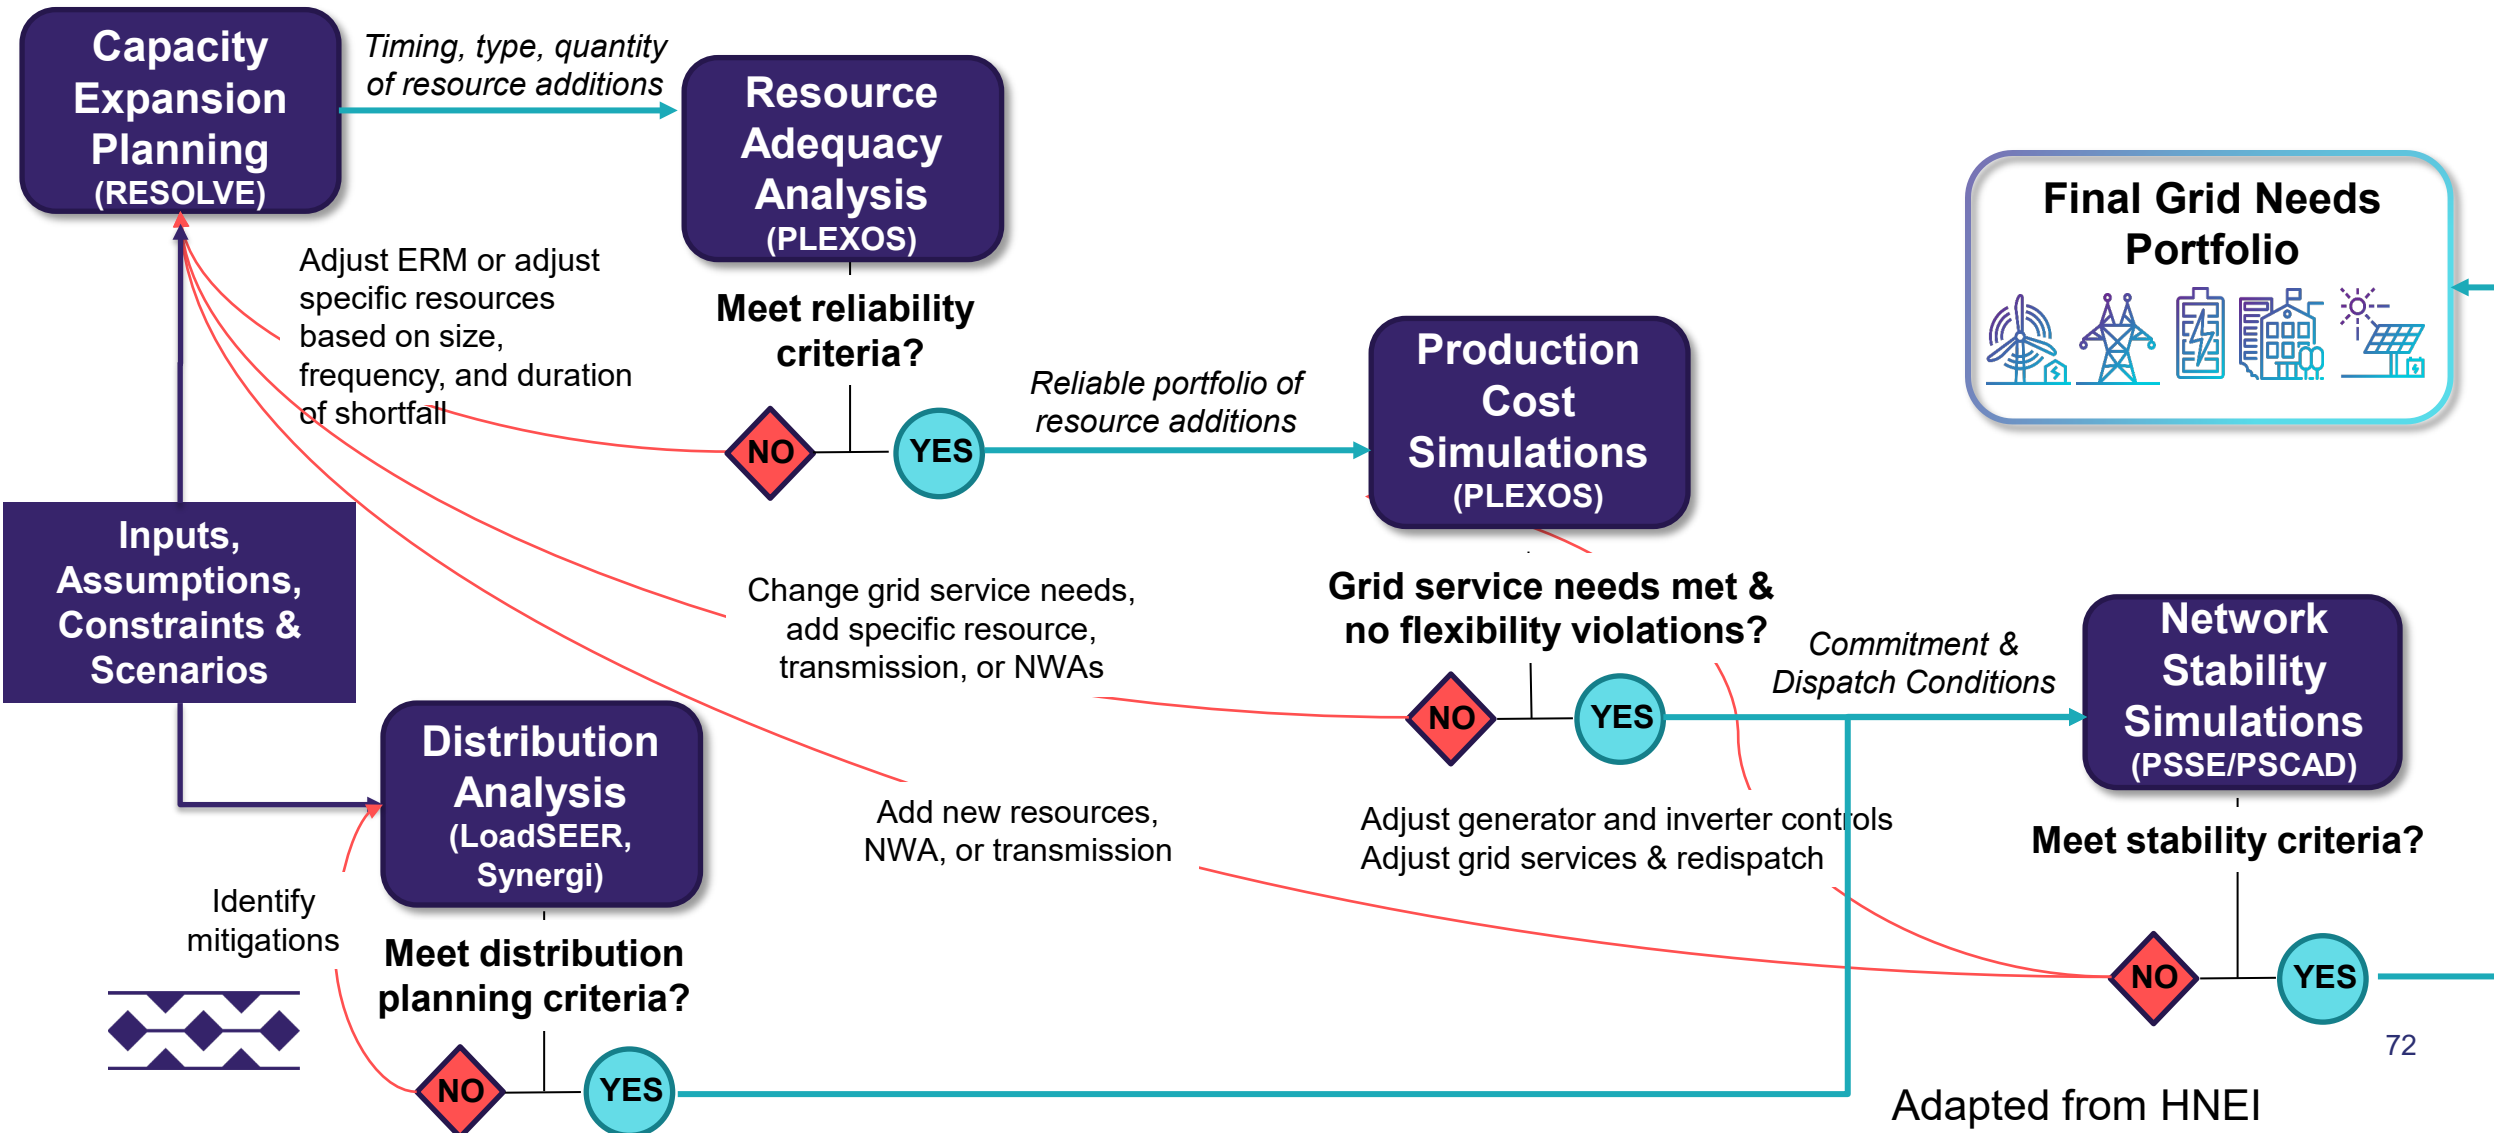 Capacity
Expansion
Planning
(RESOLVE)
Timing, type, quantity
of resource additions
Resource
Adequacy
Analysis
(PLEXOS)
Final Grid Needs
Portfolio
Adjust ERM or adjust
specific resources
based on size,
frequency, and duration
of shortfall
Meet reliability
criteria?
NO
YES
Reliable portfolio of
resource additions
Production
Cost
Simulations
(PLEXOS)
Inputs,
Assumptions,
Constraints &
Scenarios
Change grid service needs,
add specific resource,
transmission, or NWAs
Grid service needs met &
no flexibility violations?
NO
YES
Commitment &
Dispatch Conditions
Network
Stability
Simulations
(PSSE/PSCAD)
Distribution
Analysis
(LoadSEER,
Synergi)
Add new resources,
NWA, or transmission
Adjust generator and inverter controls
Adjust grid services & redispatch
Meet stability criteria?
Identify
mitigations
Meet distribution
planning criteria?
NO
YES
NO
YES
72
Adapted from HNEI